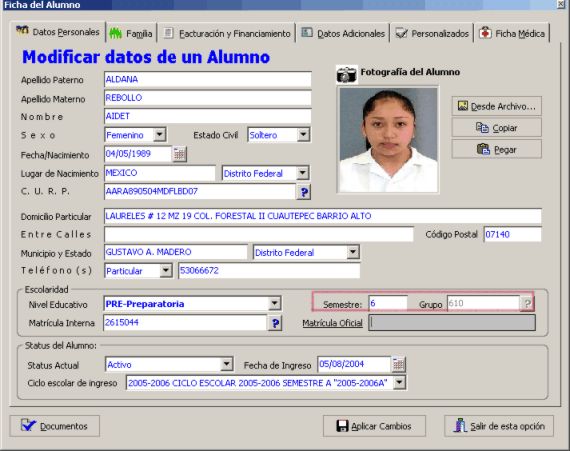 Ficha del Alumno
Datos Personales Familia Facturación y Financiamiento Datos Adicionales Personalizados Ficha Médica
Modificar datos de un Alumno
Fotografía del Alumno
Apellido Paterno ALDANA
Apellido Materno REBOLLO
Nombre AIDET
Sexo Femenino Estado Civil Soltero
Fecha/Nacimiento 04/05/1989
Lugar de Nacimiento MEXICO Distrito Federal
C. U. R. P. AARA890504MDFLBD07 ?
Desde Archivo...
Copiar
Pegar
Domicilio Particular LAURELES # 12 MZ 19 COL. FORESTAL II CUAUTEPEC BARRIO ALTO
Entre Calles Código Postal 07140
Municipio y Estado GUSTAVO A. MADERO Distrito Federal
Teléfono (s) Particular 53066672
Escolaridad
Nivel Educativo PRE-Preparatoria Semestre: 6 Grupo 610 ?
Matrícula Interna 2615044 ? Matrícula Oficial
Status del Alumno:
Status Actual Activo Fecha de Ingreso 05/08/2004
Ciclo escolar de ingreso 2005-2006 CICLO ESCOLAR 2005-2006 SEMESTRE A "2005-2006A"
Documentos Aplicar Cambios Salir de esta opción